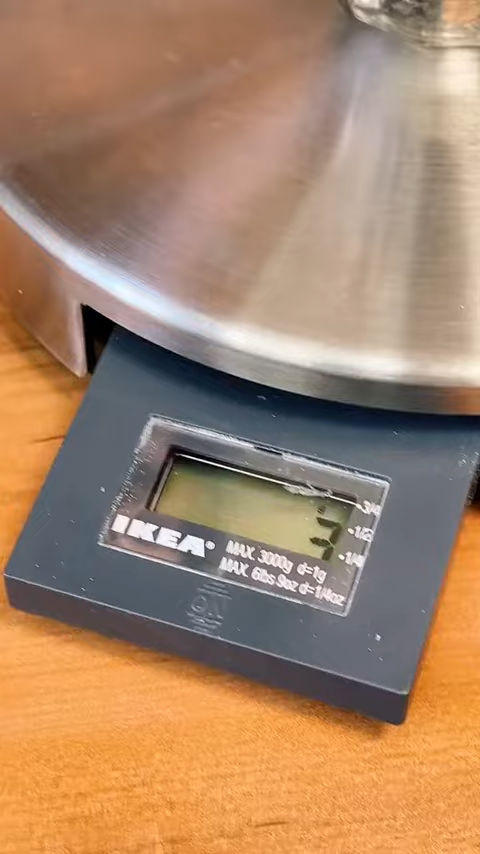 -3/4
-1/2
-1/4
IKEA®
MAX. 3000g d=1g
MAX. 6lbs.9oz d=1/4oz